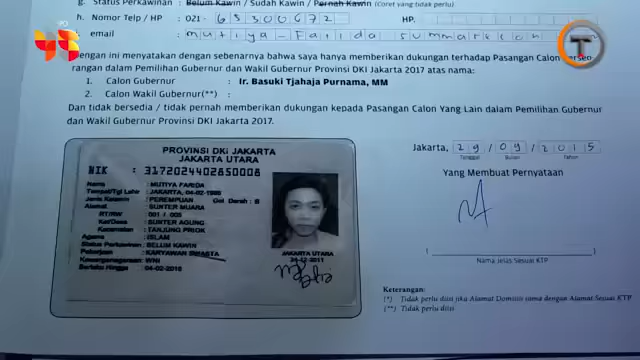 g. Status Perkawinan : Belum Kawin / Sudah Kawin / Pernah Kawin (Coret yang tidak perlu)
h. Nomor Telp / HP : 021 - 65300672 HP.
email : mutiya-Farida
Dengan ini menyatakan dengan sebenarnya bahwa saya hanya memberikan dukungan terhadap Pasangan Calon
rangan dalam Pemilihan Gubernur dan Wakil Gubernur Provinsi DKI Jakarta 2017 atas nama:
1. Calon Gubernur : Ir. Basuki Tjahaja Purnama, MM
2. Calon Wakil Gubernur(**) :
Dan tidak bersedia / tidak pernah memberikan dukungan kepada Pasangan Calon Yang Lain dalam Pemilihan Gubernur
dan Wakil Gubernur Provinsi DKI Jakarta 2017.
PROVINSI DKI JAKARTA
JAKARTA UTARA
NIK : 3172024402850008
Nama : MUTIYA FARIDA
Tempat/Tgl Lahir : JAKARTA, 04-02-1985
Jenis Kelamin : PEREMPUAN Gol Darah : B
Alamat : SUNTER MUARA
RT/RW : 001 / 005
Kel/Desa : SUNTER AGUNG
Kecamatan : TANJUNG PRIOK
Agama : ISLAM
Status Perkawinan : BELUM KAWIN
Pekerjaan : KARYAWAN SWASTA
Kewarganegaraan : WNI
Berlaku Hingga : 04-02-2016
JAKARTA UTARA
24-12-2011
Jakarta, 29 / 09 / 2015
Tanggal Bulan Tahun
Yang Membuat Pernyataan
( )
Nama Jelas Sesuai KTP
Keterangan:
(*) Tidak perlu diisi jika Alamat Domisili sama dengan Alamat Sesuai KTP
(**) Tidak perlu diisi